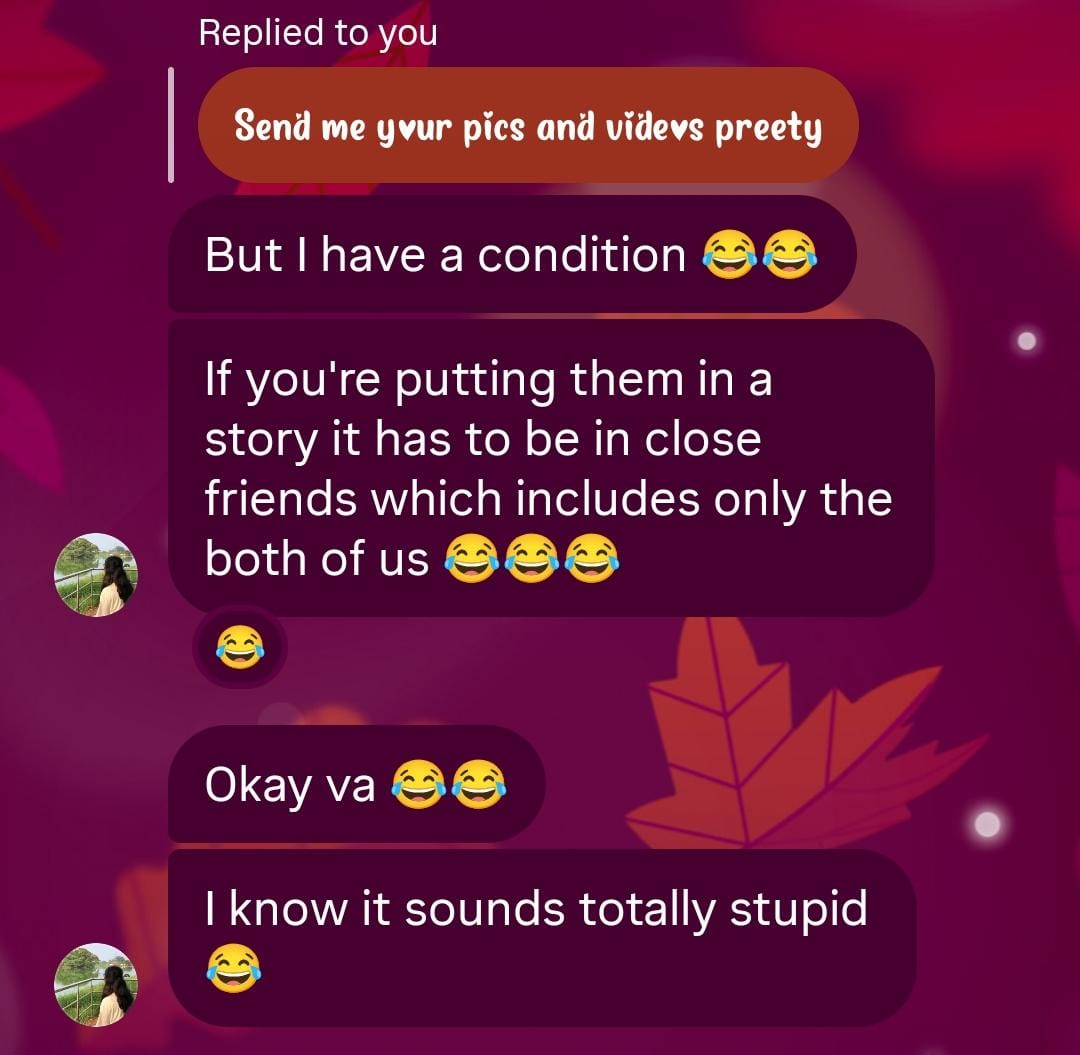 Replied to you
Send me your pics and videos preety
But I have a condition 😂😂
If you're putting them in a
story it has to be in close
friends which includes only the
both of us 😂😂😂
😂
Okay va 😂😂
I know it sounds totally stupid
😂